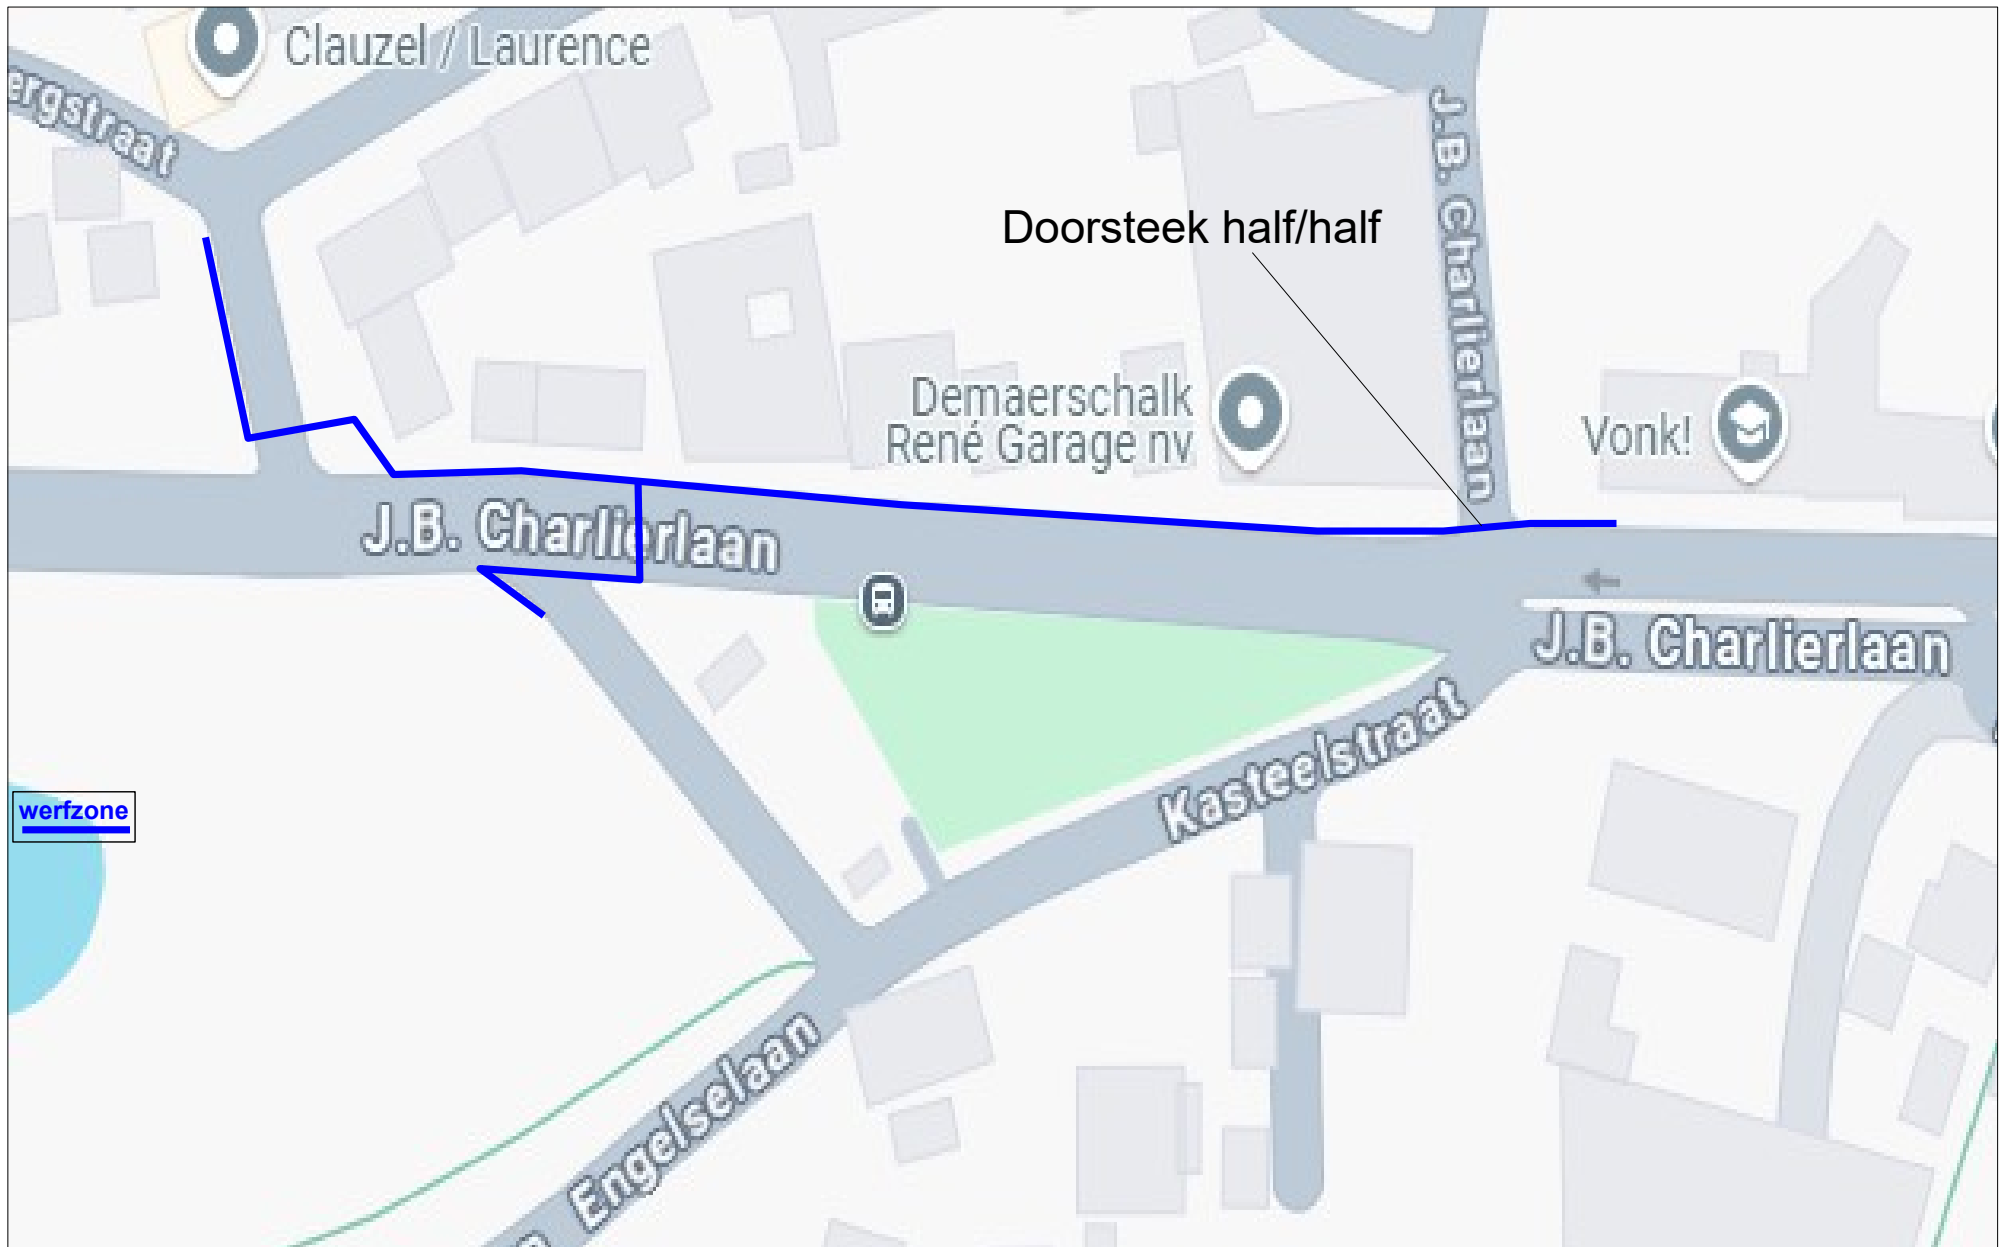 Clauzel / Laurence
ergstraat
J.B. Charlierlaan
Doorsteek half/half
Demaerschalk
René Garage nv
Vonk!
J.B. Charlierlaan
J.B. Charlierlaan
Kasteelstraat
werfzone
Engelselaan